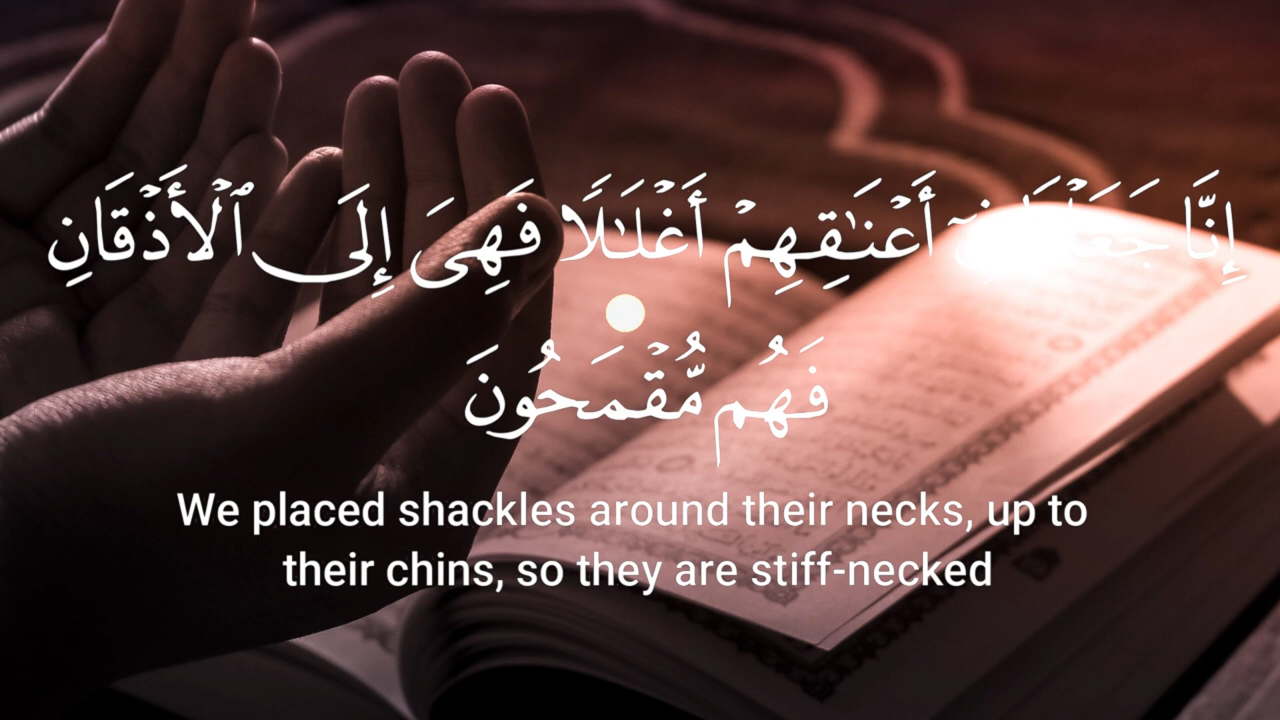 إِنَّا جَعَلْنَا فِىٓ أَعْنَـٰقِهِمْ أَغْلَـٰلًا فَهِىَ إِلَى ٱلْأَذْقَانِ
فَهُم مُّقْمَحُونَ
We placed shackles around their necks, up to
their chins, so they are stiff-necked